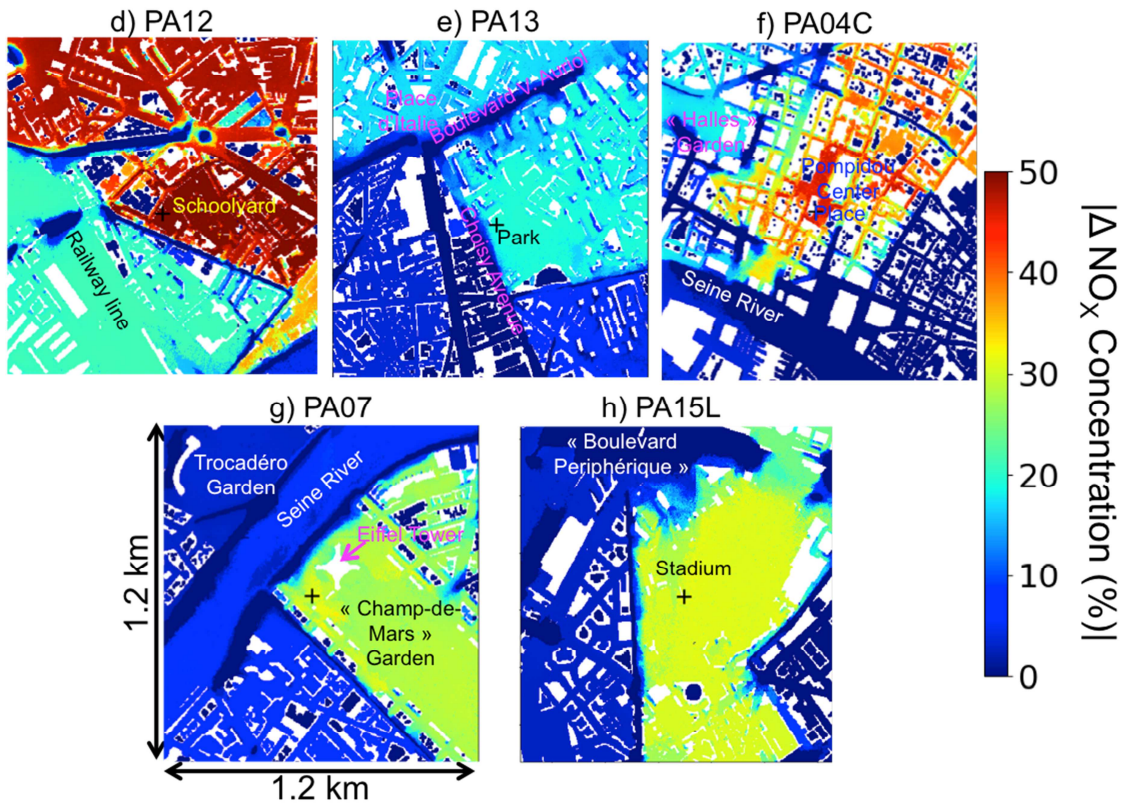 d) PA12
e) PA13
f) PA04C
Schoolyard
Railway line
Place
d'Italie
Boulevard V. Auriol
Choisy Avenue
Park
« Halles »
Garden
Pompidou
Center
Place
Seine River
50
40
30
20
10
0
|Δ NOX Concentration (%)|
g) PA07
h) PA15L
Trocadéro
Garden
Seine River
Eiffel Tower
« Champ-de-
Mars »
Garden
« Boulevard
Periphérique »
Stadium
1.2 km
1.2 km